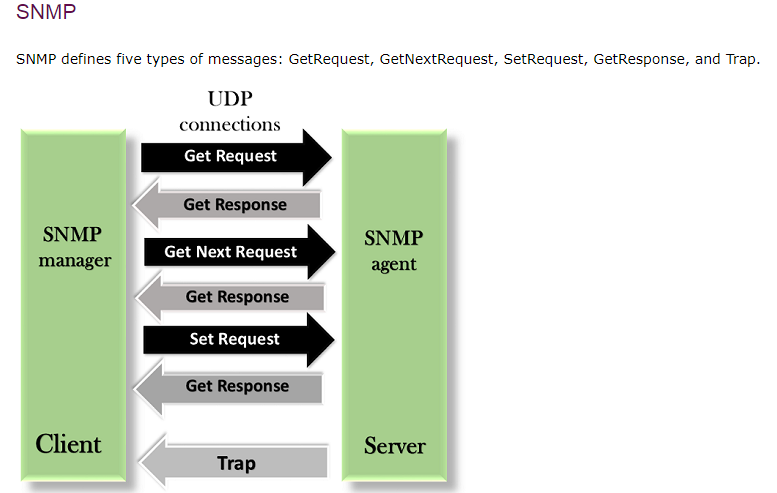 SNMP
SNMP defines five types of messages: GetRequest, GetNextRequest, SetRequest, GetResponse, and Trap.
UDP
connections
Get Request
Get Response
SNMP
manager
Get Next Request
SNMP
agent
Get Response
Set Request
Get Response
Client
Server
Trap